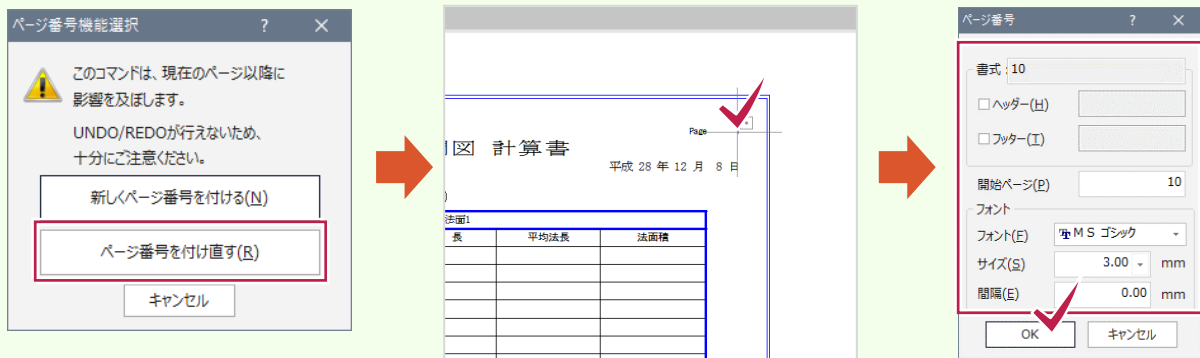 ページ番号機能選択 ? ×
このコマンドは、現在のページ以降に
影響を及ぼします。
UNDO/REDOが行えないため、
十分にご注意ください。
新しくページ番号を付ける(N)
ページ番号を付け直す(R)
キャンセル
Page
図 計算書
平成 28 年 12 月 8 日
)
法面1
長 平均法長 法面積
ページ番号 ? ×
書式:10
ヘッダー(H)
フッター(T)
開始ページ(P) 10
フォント
フォント(F) MS ゴシック
サイズ(S) 3.00 mm
間隔(E) 0.00 mm
OK キャンセル